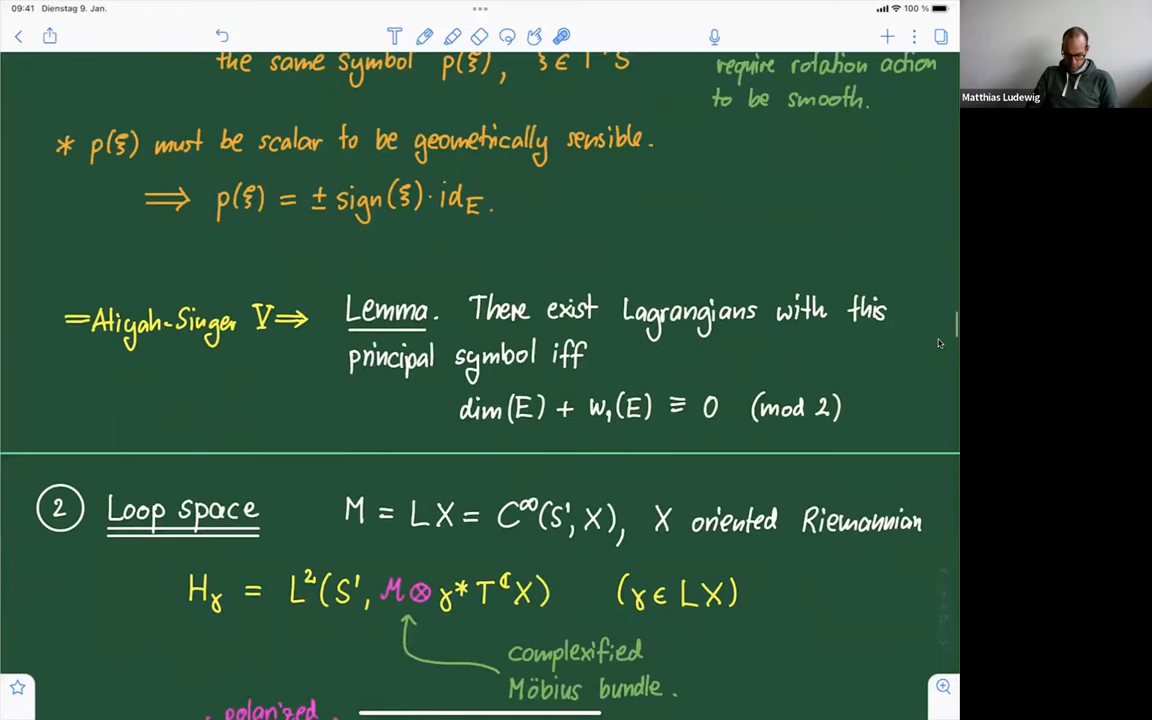 09:41 Dienstag 9. Jan.
100 %
the same symbol p(ξ), ξ ∈ T*S'
require rotation action
to be smooth.
Matthias Ludewig
* p(ξ) must be scalar to be geometrically sensible.
⟹ p(ξ) = ± sign(ξ) · id_E.
=Atiyah-Singer V⟹ Lemma. There exist Lagrangians with this
principal symbol iff
dim(E) + w₁(E) ≡ 0 (mod 2)
② Loop space M = LX = C^∞(S¹, X), X oriented Riemannian
H_γ = L²(S¹, M⊗γ*T^ℂX) (γ ∈ LX)
complexified
Möbius bundle.
polarized